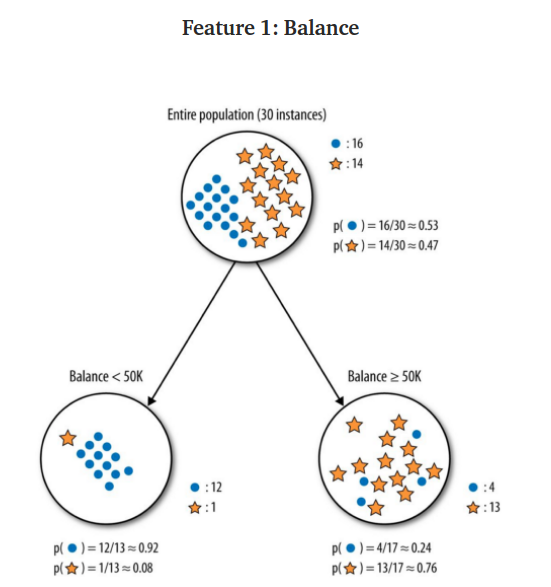 Feature 1: Balance
Entire population (30 instances)
: 16
: 14
p( ) = 16/30 ≈ 0.53
p( ) = 14/30 ≈ 0.47
Balance < 50K
Balance ≥ 50K
: 12
: 1
: 4
: 13
p( ) = 12/13 ≈ 0.92
p( ) = 1/13 ≈ 0.08
p( ) = 4/17 ≈ 0.24
p( ) = 13/17 ≈ 0.76